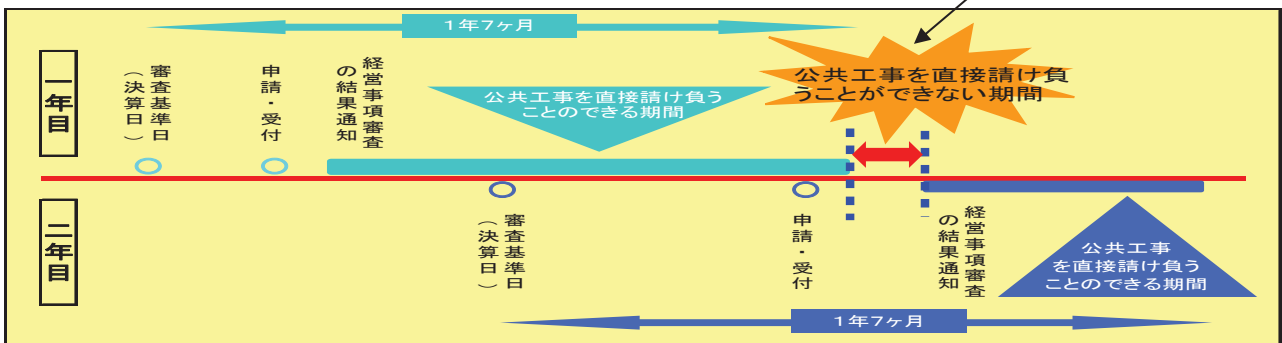 1年7ヶ月
一年目
審査基準日
（決算日）
申請・受付
経営事項審査
の結果通知
公共工事を直接請け負う
ことのできる期間
公共工事を直接請け負
うことができない期間
二年目
審査基準日
（決算日）
申請・受付
経営事項審査
の結果通知
公共工事
を直接請け負う
ことのできる期間
1年7ヶ月